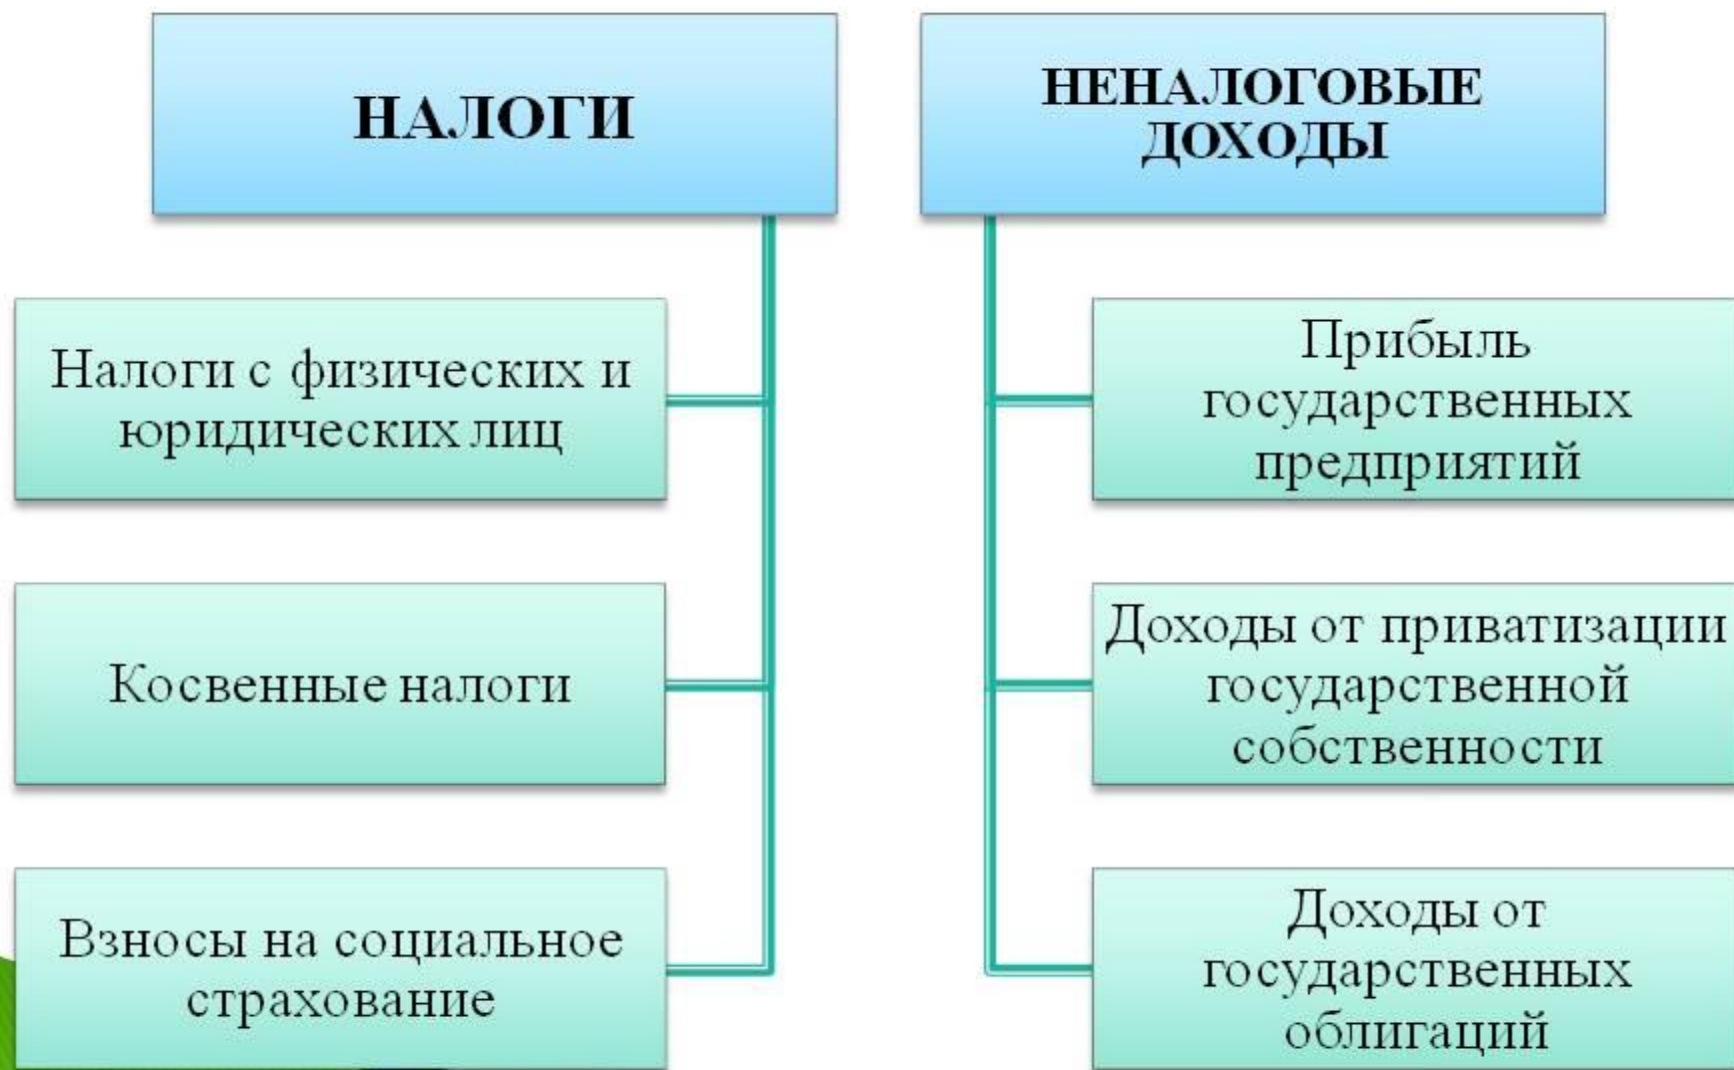 НАЛОГИ
Налоги с физических и
юридических лиц
Косвенные налоги
Взносы на социальное
страхование
НЕНАЛОГОВЫЕ
ДОХОДЫ
Прибыль
государственных
предприятий
Доходы от приватизации
государственной
собственности
Доходы от
государственных
облигаций